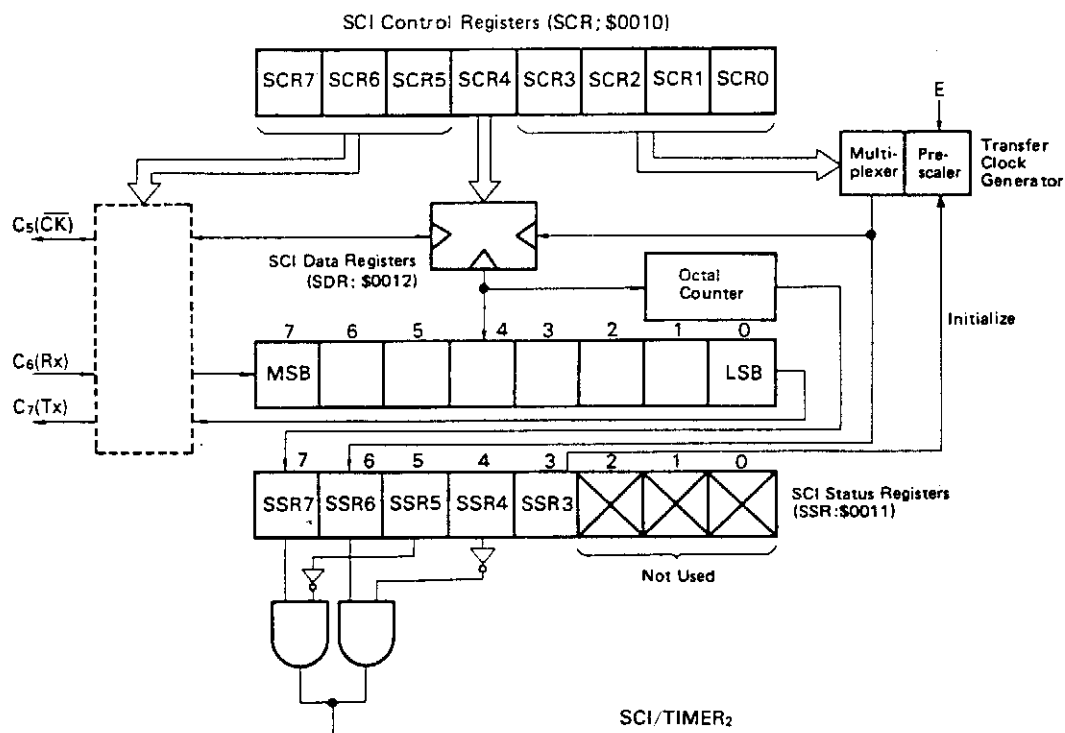 SCI Control Registers (SCR; $0010)
SCR7 SCR6 SCR5 SCR4 SCR3 SCR2 SCR1 SCR0
E
Multi-
plexer
Pre-
scaler
Transfer
Clock
Generator
C₅(C̅K̅)
SCI Data Registers
(SDR: $0012)
Octal
Counter
Initialize
7 6 5 4 3 2 1 0
C₆(Rx)
MSB LSB
C₇(Tx)
7 6 5 4 3 2 1 0
SSR7 SSR6 SSR5 SSR4 SSR3
SCI Status Registers
(SSR:$0011)
Not Used
SCI/TIMER₂